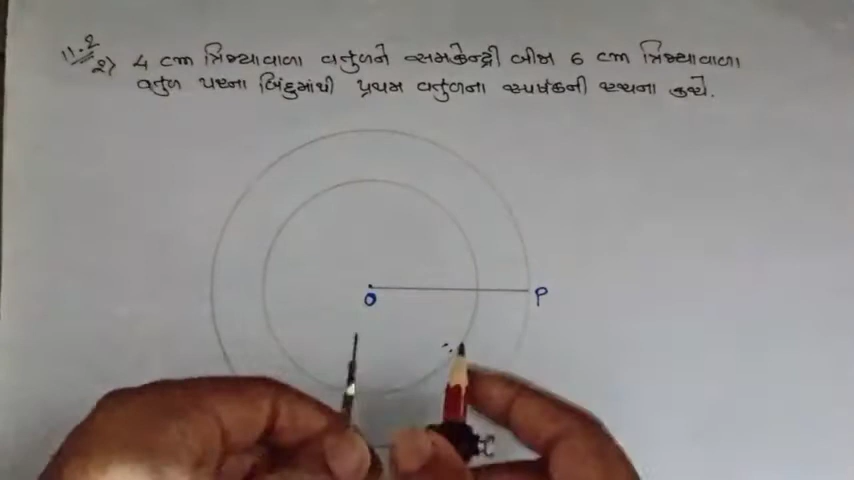 11.2
2) 4 cm ત્રિજ્યાવાળા વર્તુળને સમકેન્દ્રી બીજા 6 cm ત્રિજ્યાવાળા
વર્તુળ પરના બિંદુમાંથી પ્રથમ વર્તુળના સ્પર્શકની રચના કરો.
O
P